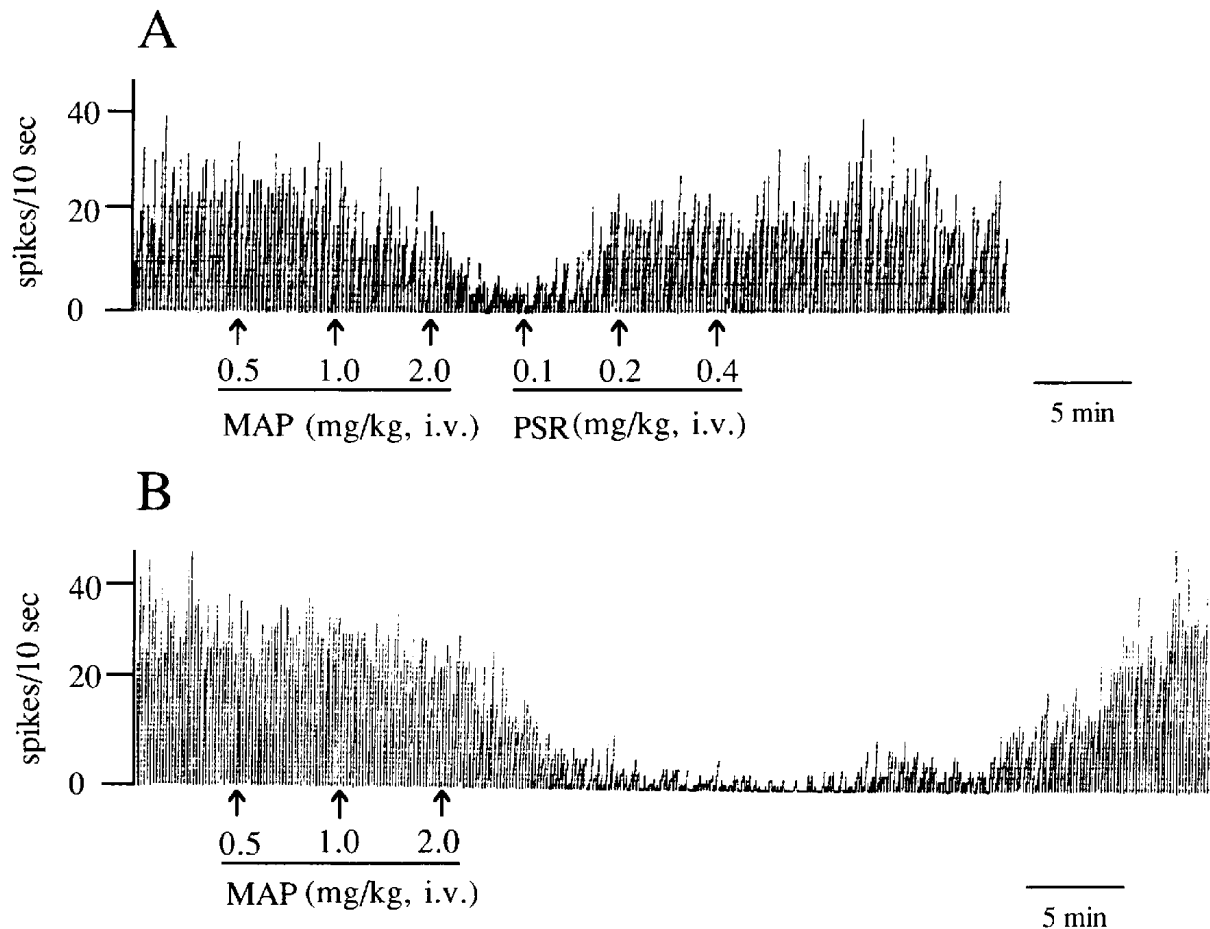 A
spikes/10 sec
40
20
0
0.5 1.0 2.0 0.1 0.2 0.4
MAP (mg/kg, i.v.) PSR (mg/kg, i.v.)
5 min
B
spikes/10 sec
40
20
0
0.5 1.0 2.0
MAP (mg/kg, i.v.)
5 min